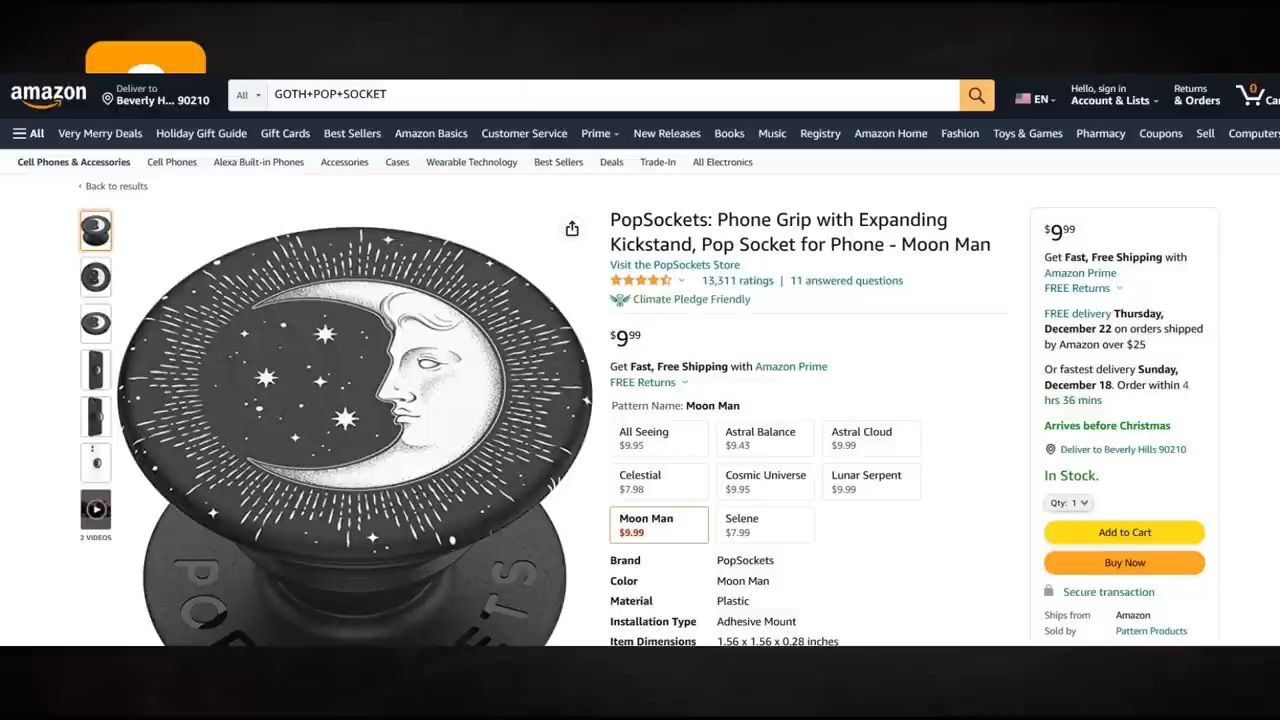 amazon
Deliver to
Beverly H... 90210
All
GOTH+POP+SOCKET
EN
Hello, sign in
Account & Lists
Returns
& Orders
0
All
Very Merry Deals
Holiday Gift Guide
Gift Cards
Best Sellers
Amazon Basics
Customer Service
Prime
New Releases
Books
Music
Registry
Amazon Home
Fashion
Toys & Games
Pharmacy
Coupons
Sell
Computers
Cell Phones & Accessories
Cell Phones
Alexa Built-in Phones
Accessories
Cases
Wearable Technology
Best Sellers
Deals
Trade-In
All Electronics
‹ Back to results
2 VIDEOS
PopSockets: Phone Grip with Expanding
Kickstand, Pop Socket for Phone - Moon Man
Visit the PopSockets Store
13,311 ratings | 11 answered questions
Climate Pledge Friendly
$9.99
Get Fast, Free Shipping with Amazon Prime
FREE Returns
Pattern Name: Moon Man
All Seeing
$9.95
Astral Balance
$9.43
Astral Cloud
$9.99
Celestial
$7.98
Cosmic Universe
$9.95
Lunar Serpent
$9.99
Moon Man
$9.99
Selene
$7.99
Brand PopSockets
Color Moon Man
Material Plastic
Installation Type Adhesive Mount
Item Dimensions 1.56 x 1.56 x 0.28 inches
$9.99
Get Fast, Free Shipping with
Amazon Prime
FREE Returns
FREE delivery Thursday,
December 22 on orders shipped
by Amazon over $25
Or fastest delivery Sunday,
December 18. Order within 4
hrs 36 mins
Arrives before Christmas
Deliver to Beverly Hills 90210
In Stock.
Qty: 1
Add to Cart
Buy Now
Secure transaction
Ships from Amazon
Sold by Pattern Products